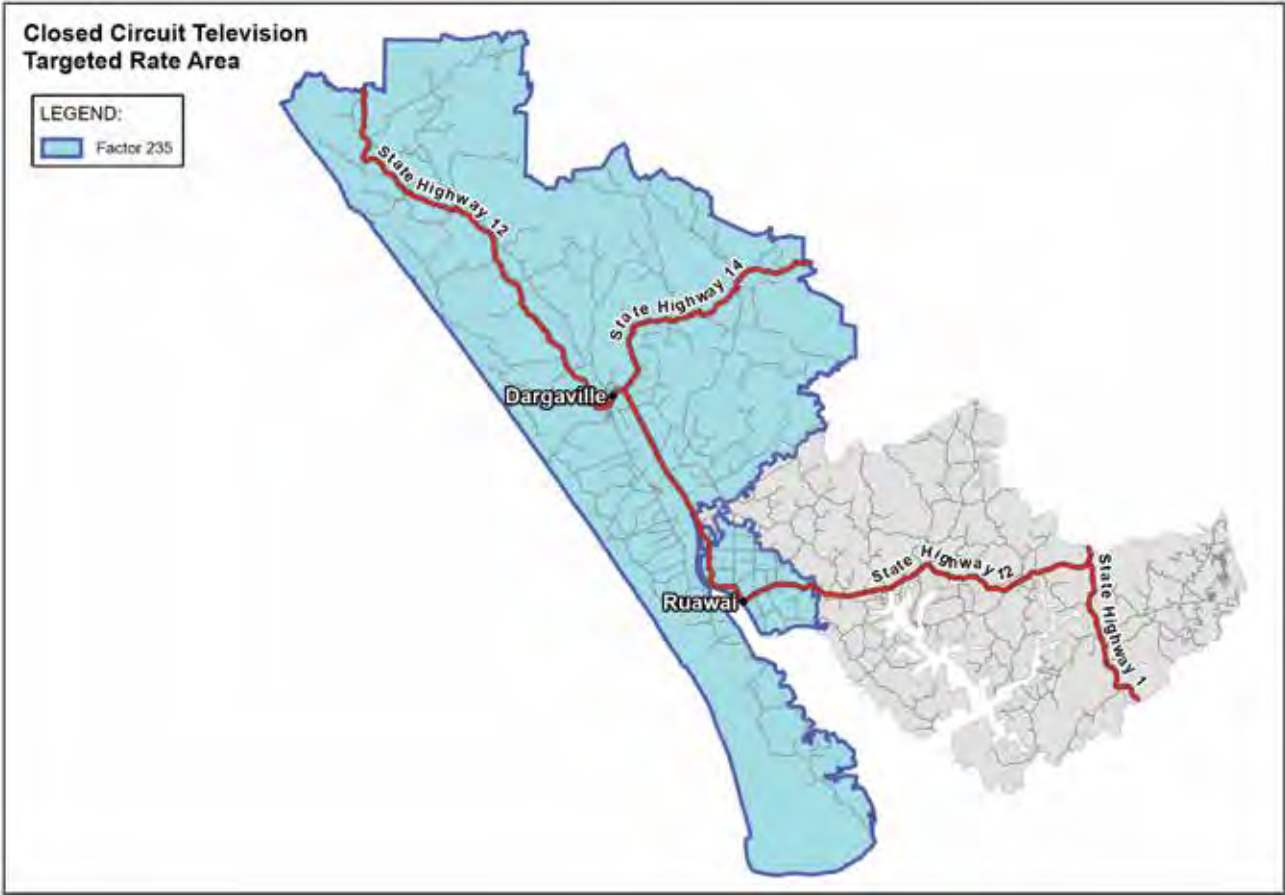 Closed Circuit Television
Targeted Rate Area
LEGEND:
Factor 235
State Highway 12
State Highway 14
Dargaville
Ruawai
State Highway 12
State Highway 1